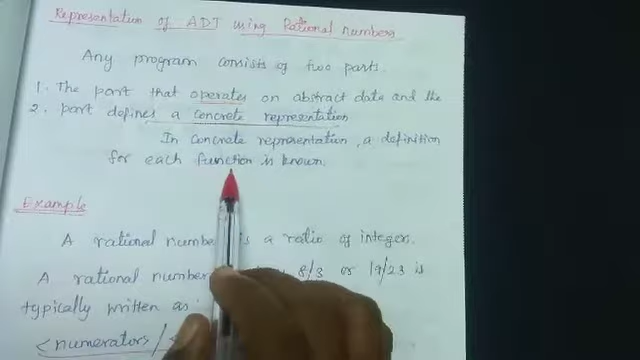 Representation of ADT using Rational numbers
Any program consists of two parts.
1. The part that operates on abstract data and the
2. part defines a concrete representation
In concrete representation, a definition
for each function is known.
Example
A rational number is a ratio of integers.
A rational number 8/3 or 19/23 is
typically written as
<numerators/<